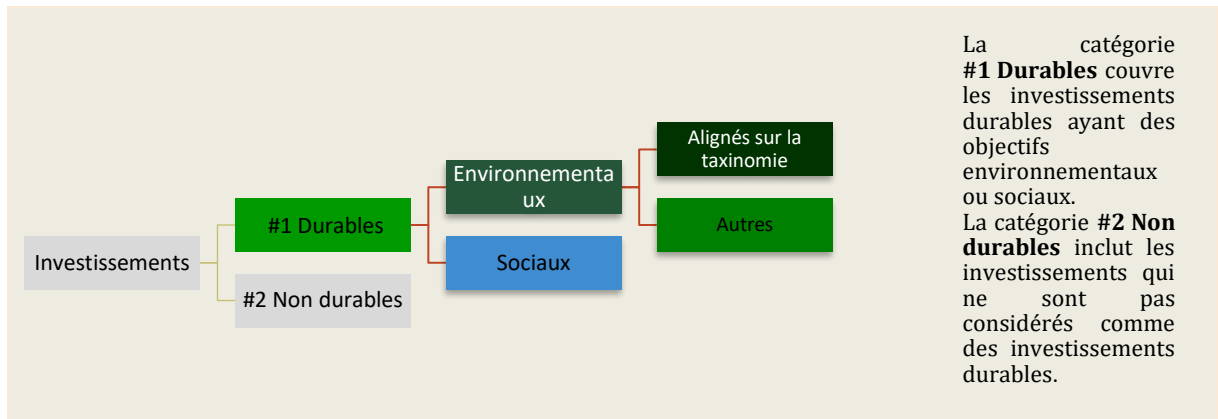 Investissements
#1 Durables
#2 Non durables
Environnementa
ux
Sociaux
Alignés sur la
taxinomie
Autres
La catégorie
#1 Durables couvre
les investissements
durables ayant des
objectifs
environnementaux
ou sociaux.
La catégorie #2 Non
durables inclut les
investissements qui
ne sont pas
considérés comme
des investissements
durables.